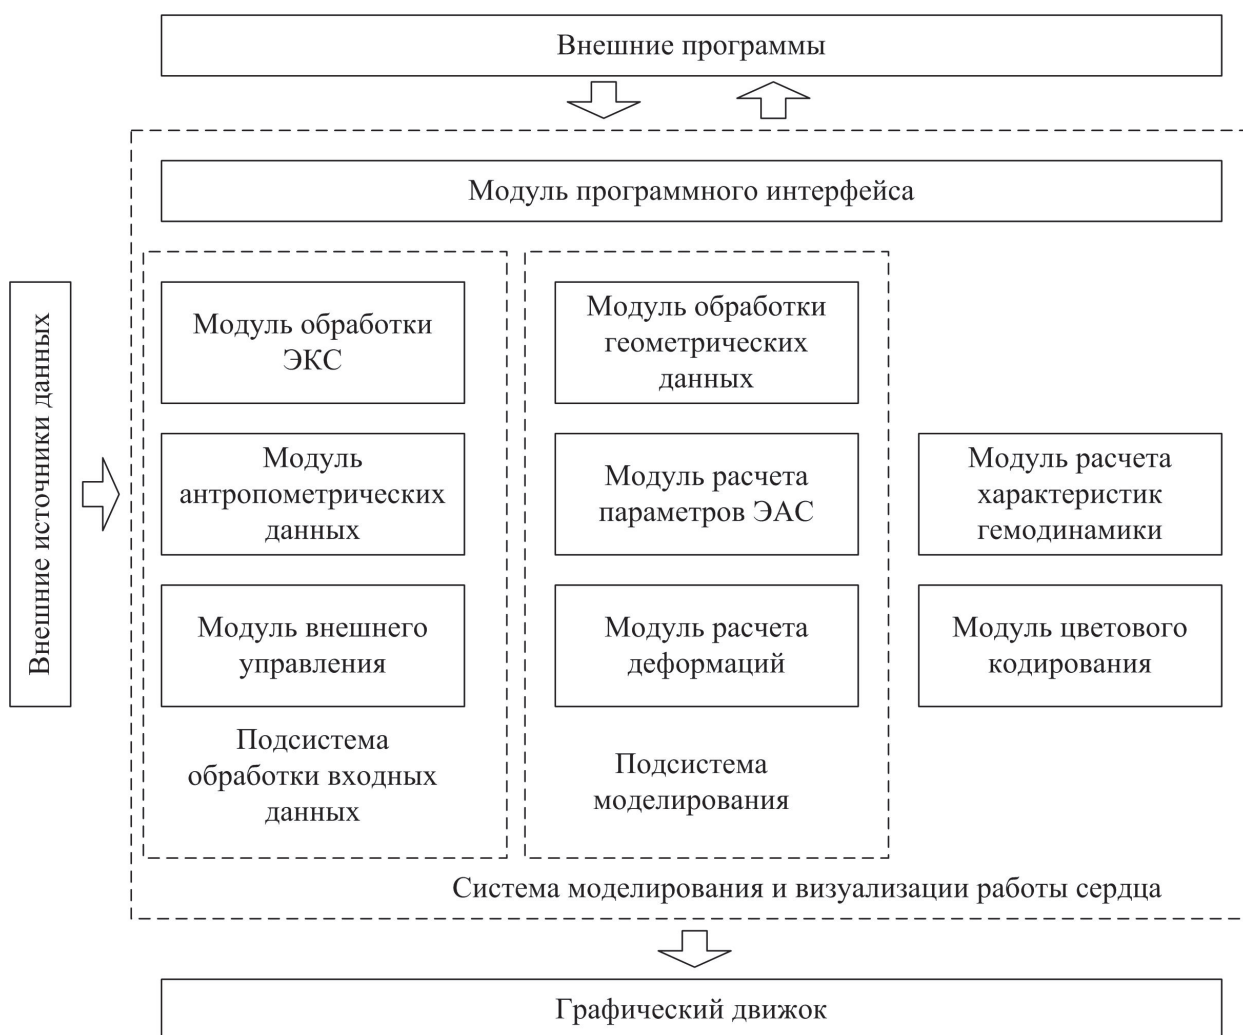 Внешние программы
Модуль программного интерфейса
Внешние источники данных
Модуль обработки
ЭКС
Модуль
антропометрических
данных
Модуль внешнего
управления
Подсистема
обработки входных
данных
Модуль обработки
геометрических
данных
Модуль расчета
параметров ЭАС
Модуль расчета
деформаций
Подсистема
моделирования
Модуль расчета
характеристик
гемодинамики
Модуль цветового
кодирования
Система моделирования и визуализации работы сердца
Графический движок